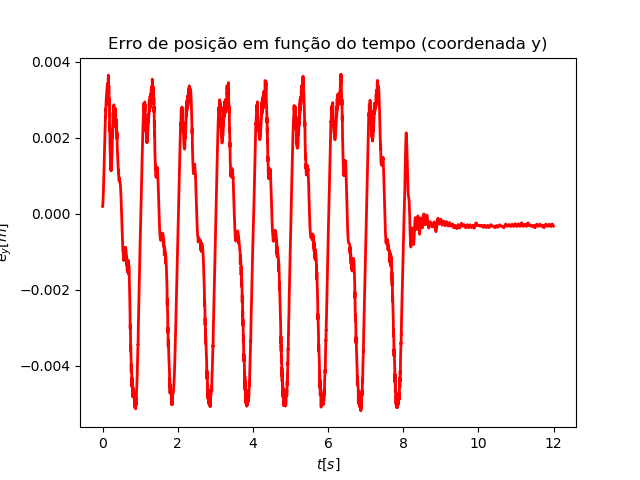 Erro de posição em função do tempo (coordenada y)
0.004
0.002
0.000
−0.002
−0.004
e_y[m]
0 2 4 6 8 10 12
t[s]